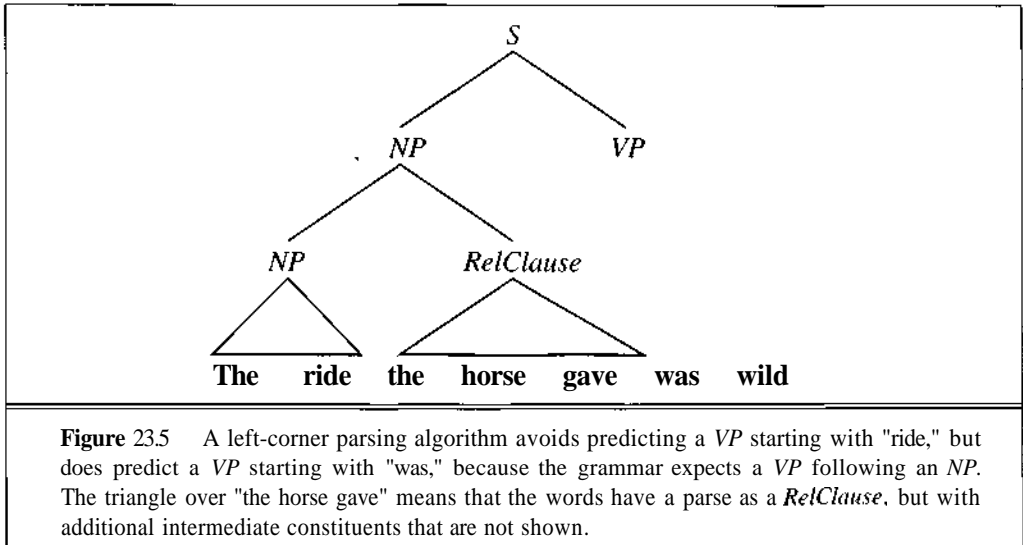 S
NP VP
NP RelClause
The ride the horse gave was wild
Figure 23.5 A left-corner parsing algorithm avoids predicting a VP starting with "ride," but
does predict a VP starting with "was," because the grammar expects a VP following an NP.
The triangle over "the horse gave" means that the words have a parse as a RelClause, but with
additional intermediate constituents that are not shown.